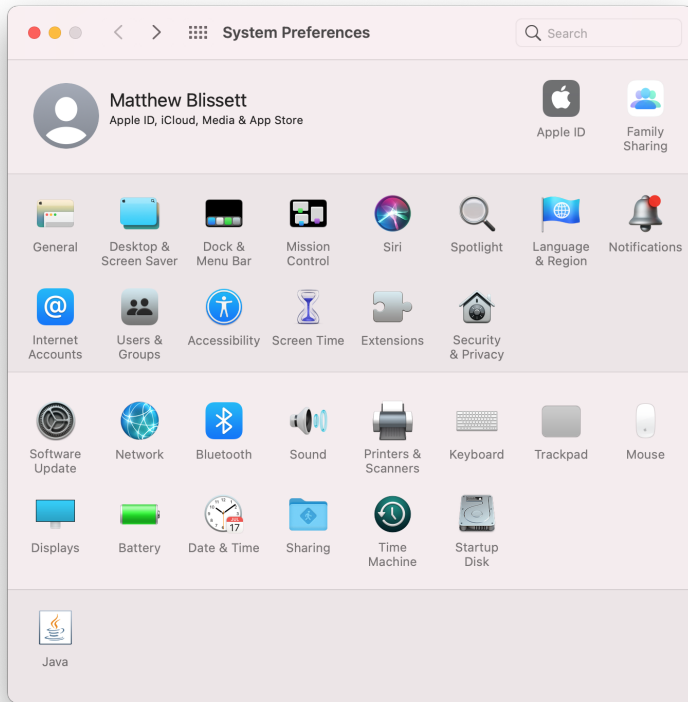 System Preferences
Search
Matthew Blissett
Apple ID, iCloud, Media & App Store
Apple ID
Family
Sharing
General
Desktop &
Screen Saver
Dock &
Menu Bar
Mission
Control
Siri
Spotlight
Language
& Region
Notifications
Internet
Accounts
Users &
Groups
Accessibility
Screen Time
Extensions
Security
& Privacy
Software
Update
Network
Bluetooth
Sound
Printers &
Scanners
Keyboard
Trackpad
Mouse
Displays
Battery
17
Date & Time
Sharing
Time
Machine
Startup
Disk
Java